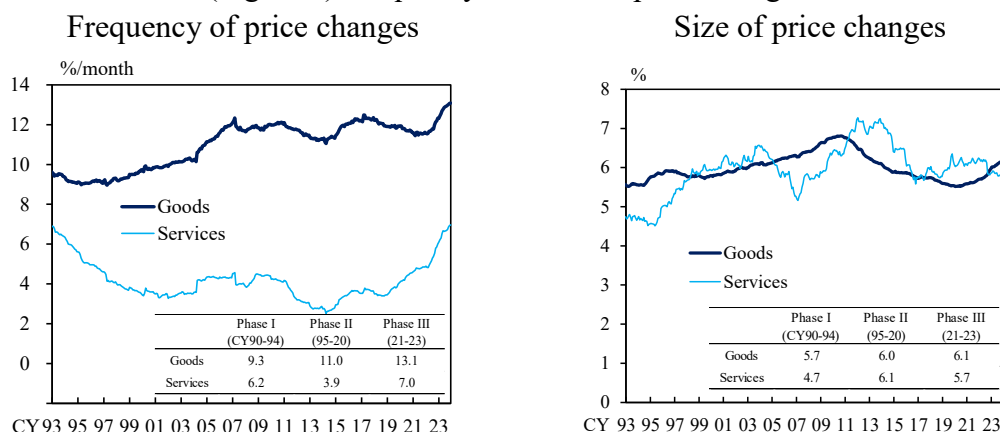 Frequency of price changes
%/month
14
12
10
8
6
4
2
0
Goods
Services
Phase I Phase II Phase III
(CY90-94) (95-20) (21-23)
Goods 9.3 11.0 13.1
Services 6.2 3.9 7.0
CY 93 95 97 99 01 03 05 07 09 11 13 15 17 19 21 23
Size of price changes
%
8
7
6
5
4
3
2
1
0
Goods
Services
Phase I Phase II Phase III
(CY90-94) (95-20) (21-23)
Goods 5.7 6.0 6.1
Services 4.7 6.1 5.7
CY 93 95 97 99 01 03 05 07 09 11 13 15 17 19 21 23